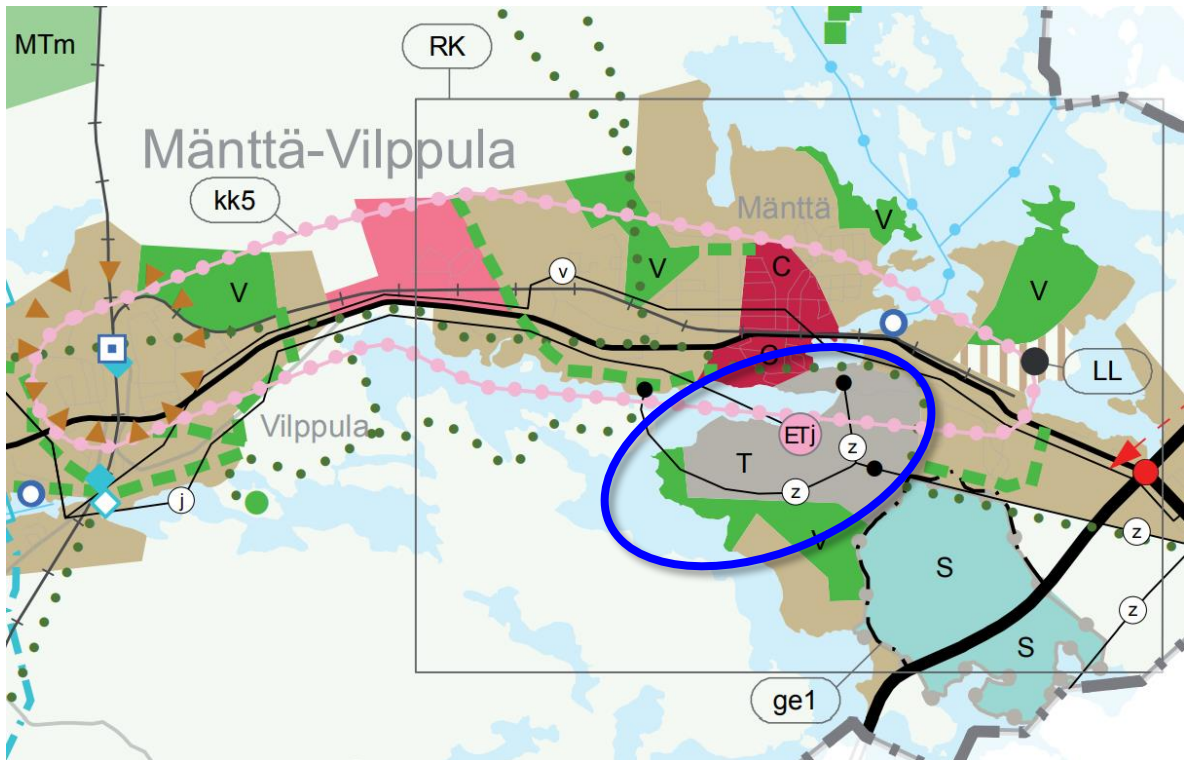 MTm
RK
Mänttä-Vilppula
kk5
Mänttä
V
C
v
V
V
V
C
LL
Vilppula
ETj
z
T
z
j
z
V
S
z
S
ge1